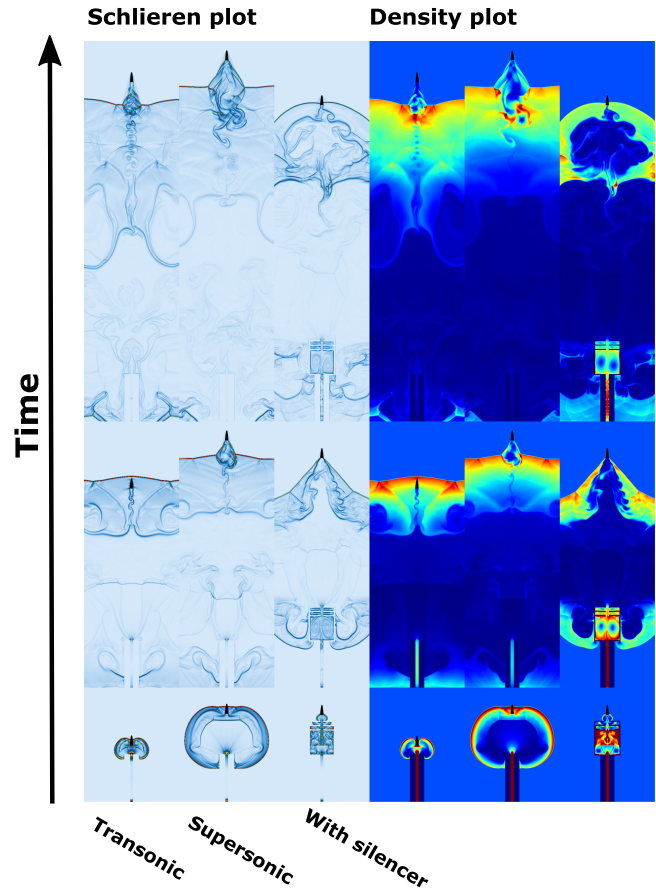 Schlieren plot
Density plot
Time
Transonic
Supersonic
With silencer